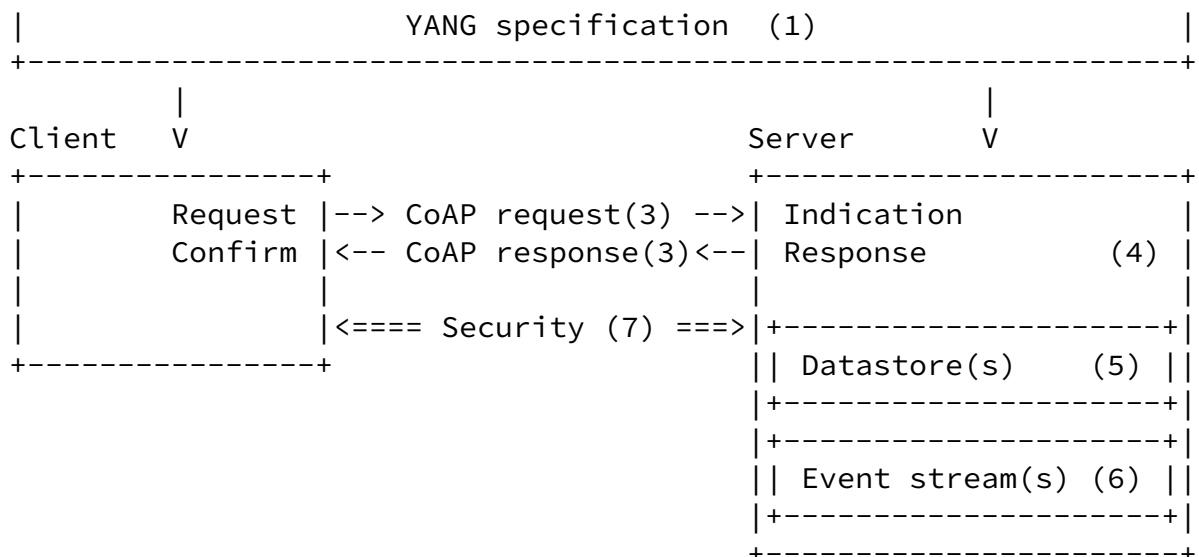 |                     YANG specification  (1)                    |
+----------------------------------------------------------------+
         |                                            |
Client   V                               Server       V
+-----------------+                       +-----------------------+
|         Request |--> CoAP request(3) -->| Indication            |
|         Confirm |<-- CoAP response(3)<--| Response          (4) |
|                 |                       |                       |
|                 |<==== Security (7) ===>|+---------------------+|
+-----------------+                       || Datastore(s)    (5) ||
                                          |+---------------------+|
                                          |+---------------------+|
                                          || Event stream(s) (6) ||
                                          |+---------------------+|
                                          +-----------------------+